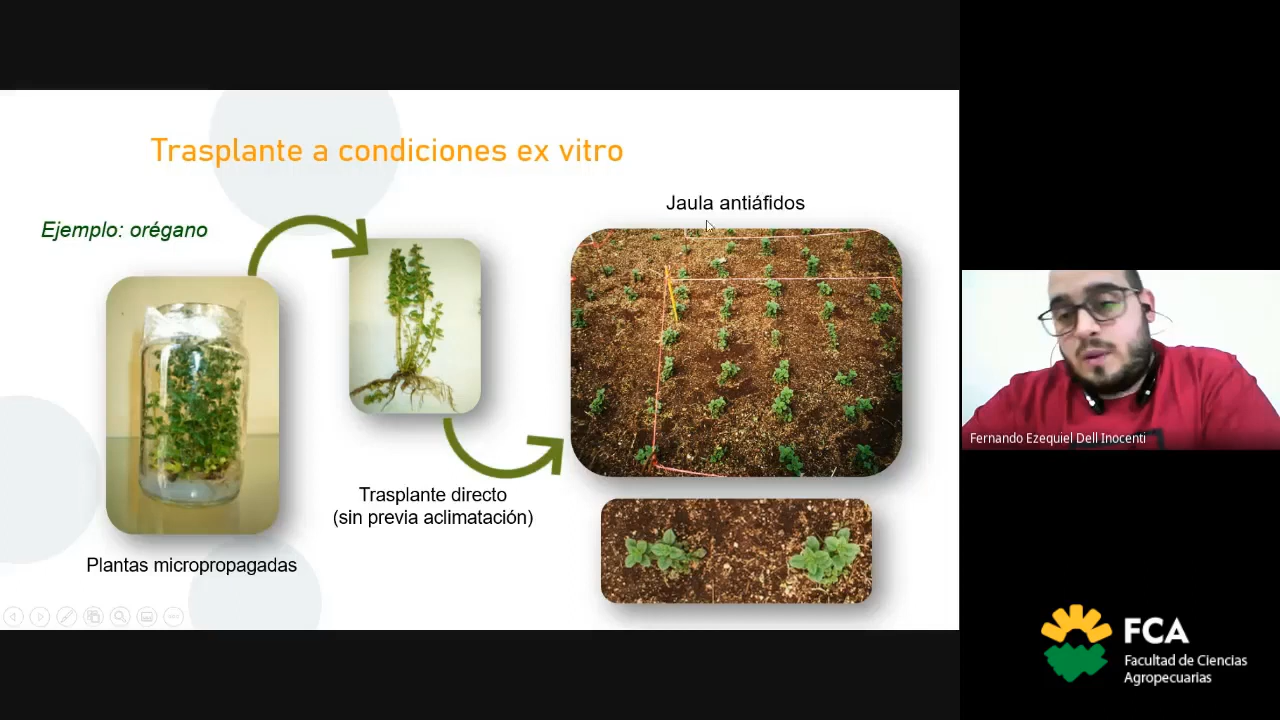 Trasplante a condiciones ex vitro
Ejemplo: orégano
Jaula antiáfidos
Trasplante directo
(sin previa aclimatación)
Plantas micropropagadas
Fernando Ezequiel Dell Inocenti
FCA
Facultad de Ciencias
Agropecuarias